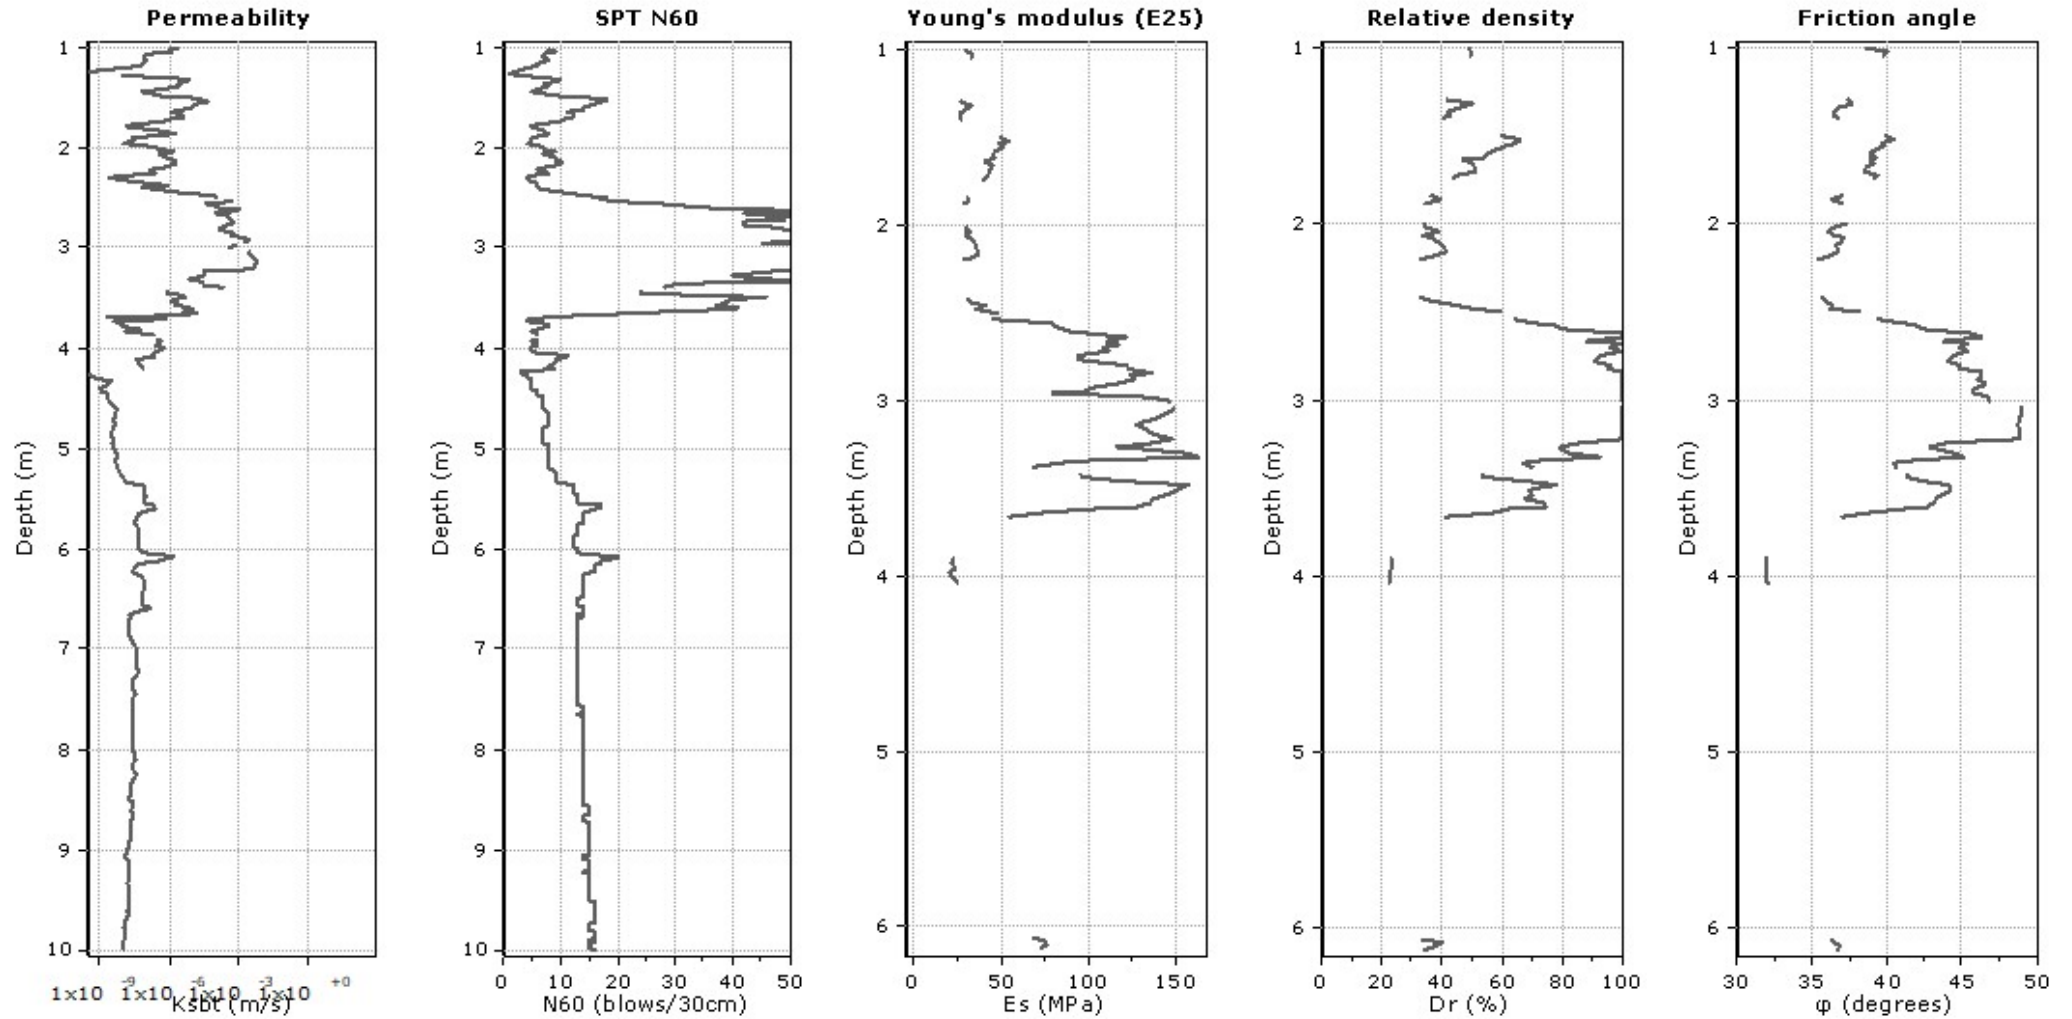 Permeability
1
2
3
4
5
6
7
8
9
10
Depth (m)
1x10 -9 1x10 -6 1x10 -3 1x10 +0
Ksbt (m/s)
SPT N60
1
2
3
4
5
6
7
8
9
10
Depth (m)
0 10 20 30 40 50
N60 (blows/30cm)
Young's modulus (E25)
1
2
3
4
5
6
Depth (m)
0 50 100 150
Es (MPa)
Relative density
1
2
3
4
5
6
Depth (m)
0 20 40 60 80 100
Dr (%)
Friction angle
1
2
3
4
5
6
Depth (m)
30 35 40 45 50
φ (degrees)